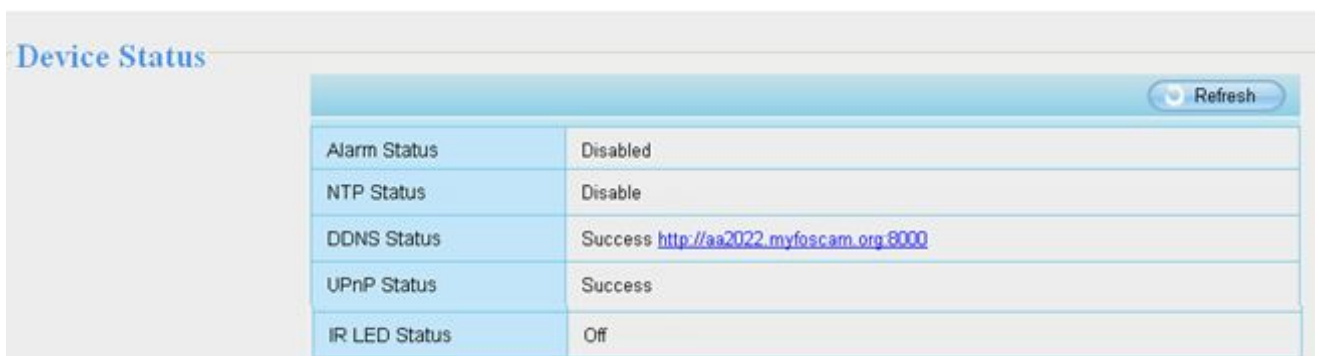 Device Status
Refresh
Alarm Status Disabled
NTP Status Disable
DDNS Status Success http://aa2022.myfoscam.org:8000
UPnP Status Success
IR LED Status Off